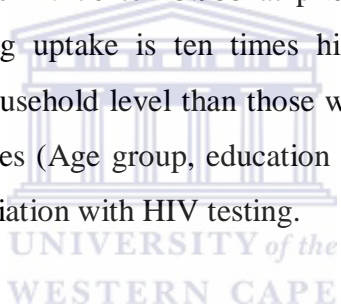 g uptake is ten times hi
usehold level than those w
es (Age group, education
iation with HIV testing.
UNIVERSITY of the
WESTERN CAPE